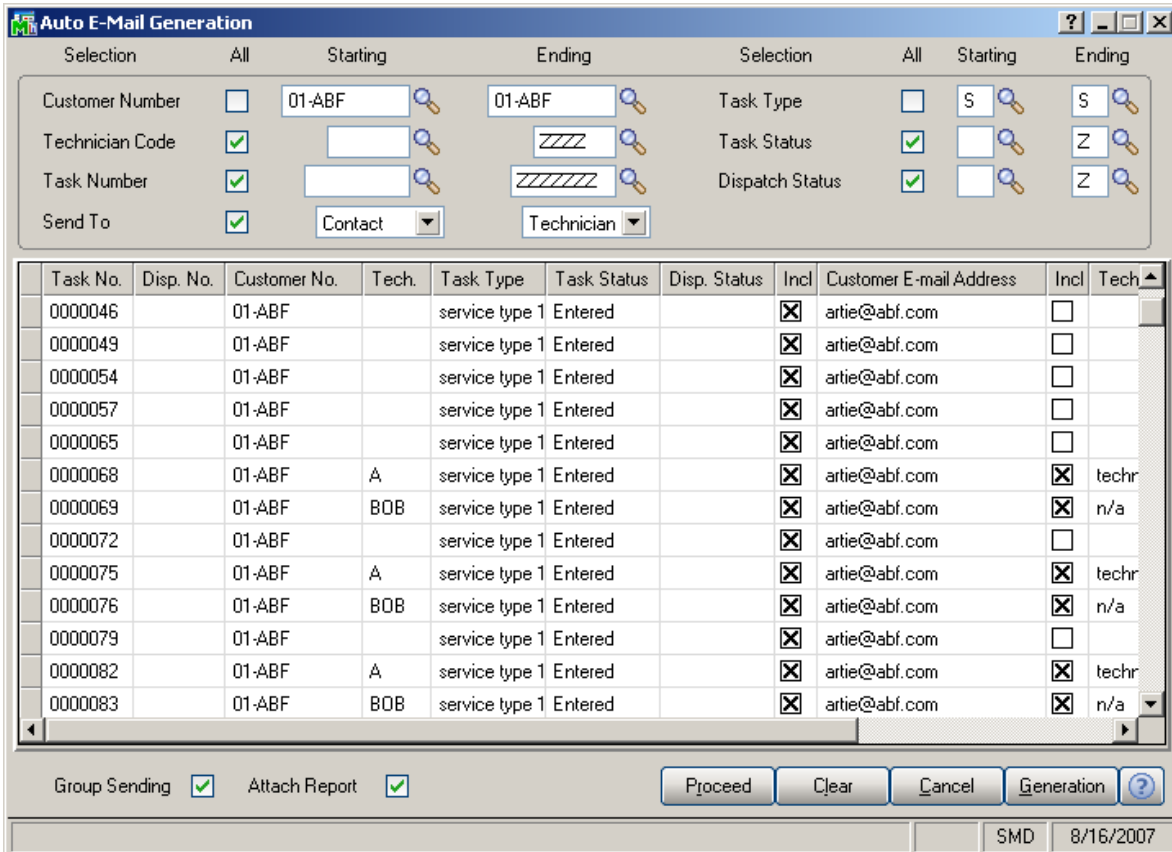 Auto E-Mail Generation ?
Selection All Starting Ending Selection All Starting Ending
Customer Number 01-ABF 01-ABF Task Type S S
Technician Code ZZZZ Task Status Z
Task Number ZZZZZZZ Dispatch Status Z
Send To Contact Technician
Task No. Disp. No. Customer No. Tech. Task Type Task Status Disp. Status Incl Customer E-mail Address Incl Tech
0000046 01-ABF service type 1 Entered artie@abf.com
0000049 01-ABF service type 1 Entered artie@abf.com
0000054 01-ABF service type 1 Entered artie@abf.com
0000057 01-ABF service type 1 Entered artie@abf.com
0000065 01-ABF service type 1 Entered artie@abf.com
0000068 01-ABF A service type 1 Entered artie@abf.com techn
0000069 01-ABF BOB service type 1 Entered artie@abf.com n/a
0000072 01-ABF service type 1 Entered artie@abf.com
0000075 01-ABF A service type 1 Entered artie@abf.com techn
0000076 01-ABF BOB service type 1 Entered artie@abf.com n/a
0000079 01-ABF service type 1 Entered artie@abf.com
0000082 01-ABF A service type 1 Entered artie@abf.com techn
0000083 01-ABF BOB service type 1 Entered artie@abf.com n/a
Group Sending Attach Report Proceed Clear Cancel Generation ?
SMD 8/16/2007